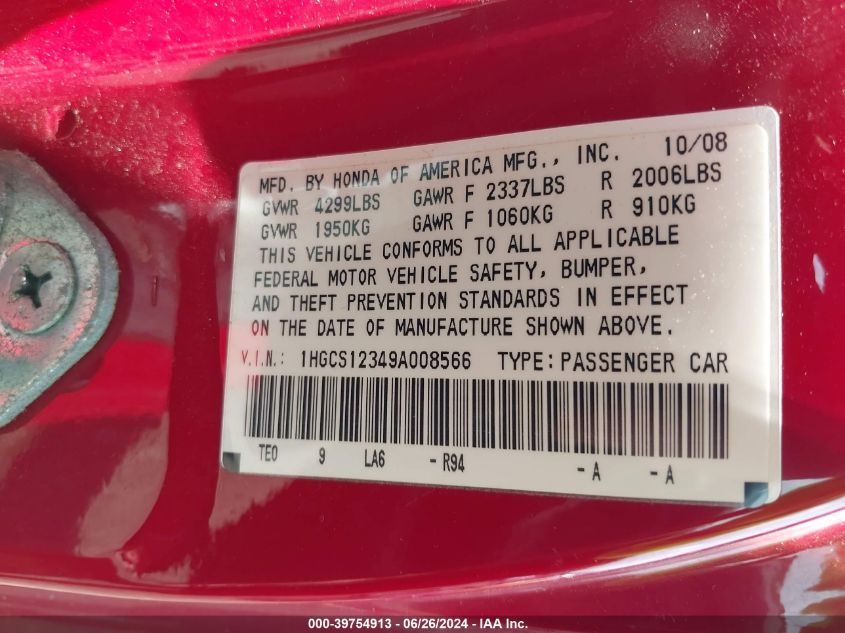 10/08
MFD. BY HONDA OF AMERICA MFG., INC.
GVWR 4299LBS GAWR F 2337LBS R 2006LBS
GVWR 1950KG GAWR F 1060KG R 910KG
THIS VEHICLE CONFORMS TO ALL APPLICABLE
FEDERAL MOTOR VEHICLE SAFETY, BUMPER,
AND THEFT PREVENTION STANDARDS IN EFFECT
ON THE DATE OF MANUFACTURE SHOWN ABOVE.
V.I.N.: 1HGCS12349A008566 TYPE:PASSENGER CAR
TE0 9 LA6 -R94 -A -A
000-39754913 - 06/26/2024 - IAA Inc.